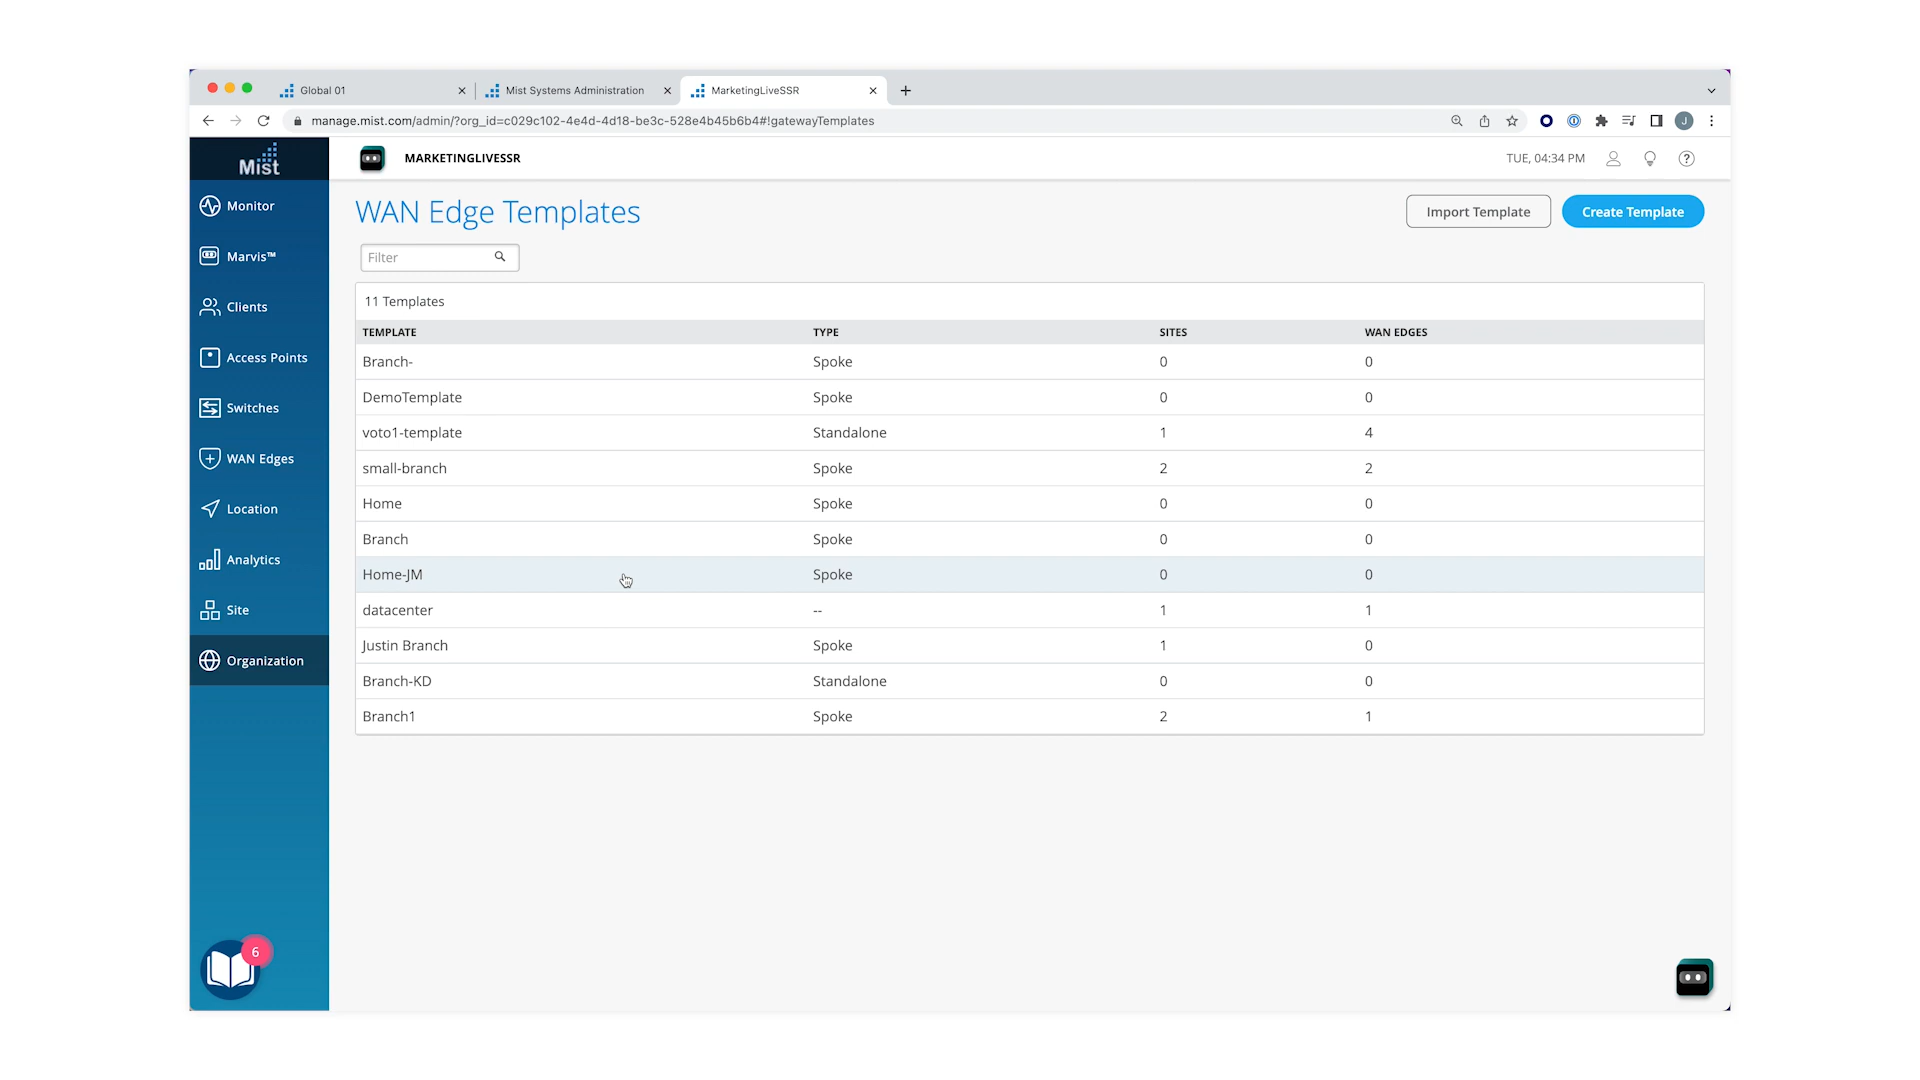 Global 01
Mist Systems Administration
MarketingLiveSSR
manage.mist.com/admin/?org_id=c029c102-4e4d-4d18-be3c-528e4b45b6b4#!gatewayTemplates
J
Mist
MARKETINGLIVESSR
TUE, 04:34 PM
?
Monitor
Marvis™
Clients
Access Points
Switches
WAN Edges
Location
Analytics
Site
Organization
6
WAN Edge Templates
Import Template
Create Template
Filter
11 Templates
TEMPLATE TYPE SITES WAN EDGES
Branch- Spoke 0 0
DemoTemplate Spoke 0 0
voto1-template Standalone 1 4
small-branch Spoke 2 2
Home Spoke 0 0
Branch Spoke 0 0
Home-JM Spoke 0 0
datacenter -- 1 1
Justin Branch Spoke 1 0
Branch-KD Standalone 0 0
Branch1 Spoke 2 1